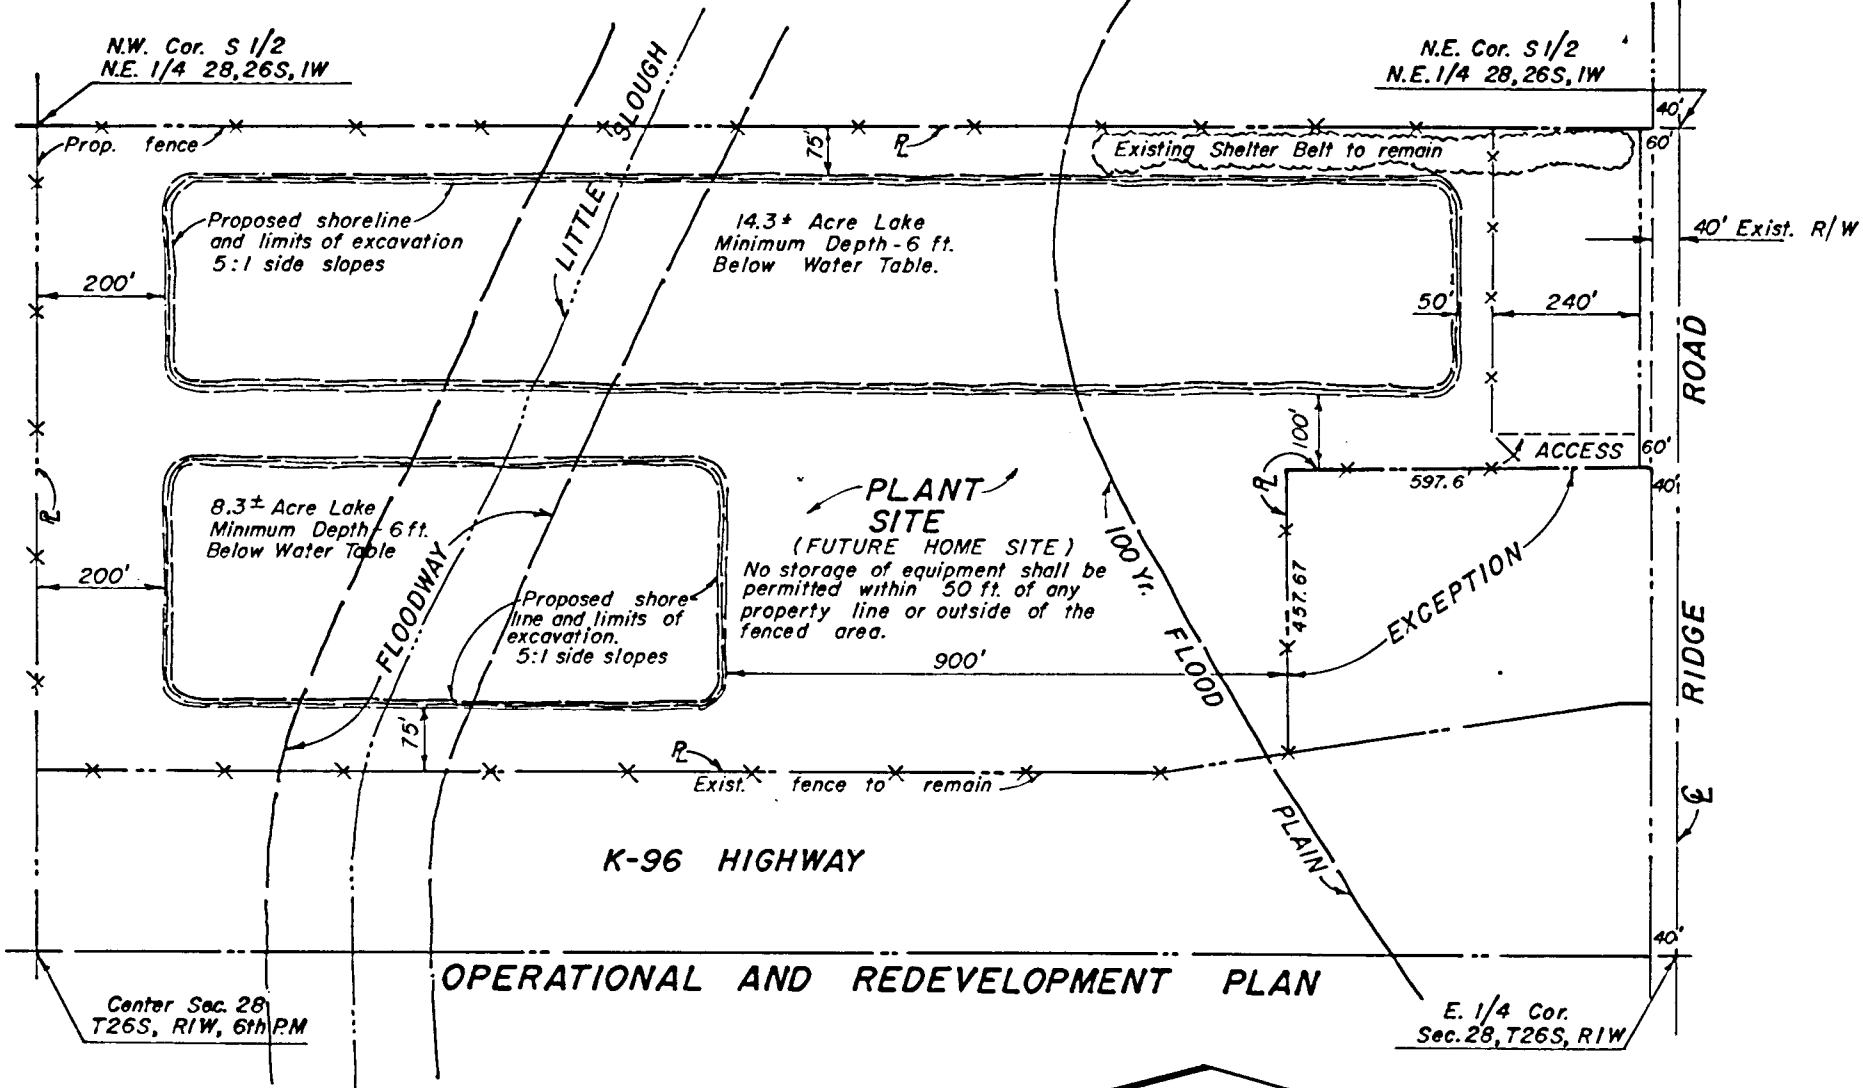 N.W. Cor. S 1/2
N.E. 1/4 28,26S,1W
N.E. Cor. S 1/2
N.E. 1/4 28,26S,1W
40'
Prop. fence
75'
PL
Existing Shelter Belt to remain
60'
LITTLE SLOUGH
Proposed shoreline
and limits of excavation
5:1 side slopes
14.3± Acre Lake
Minimum Depth-6 ft.
Below Water Table.
40' Exist. R/W
200'
50'
240'
100'
ACCESS
60'
PL
597.6'
40'
PL
8.3± Acre Lake
Minimum Depth-6 ft.
Below Water Table
PLANT
SITE
(FUTURE HOME SITE)
No storage of equipment shall be
permitted within 50 ft. of any
property line or outside of the
fenced area.
200'
FLOODWAY
Proposed shore-
line and limits of
excavation.
5:1 side slopes
900'
457.67
EXCEPTION
100 Yr. FLOOD PLAIN
RIDGE ROAD
CL
75'
PL
Exist. fence to remain
K-96 HIGHWAY
40'
OPERATIONAL AND REDEVELOPMENT PLAN
Center Sec. 28
T26S, R1W, 6th P.M
E. 1/4 Cor.
Sec.28,T26S, R1W